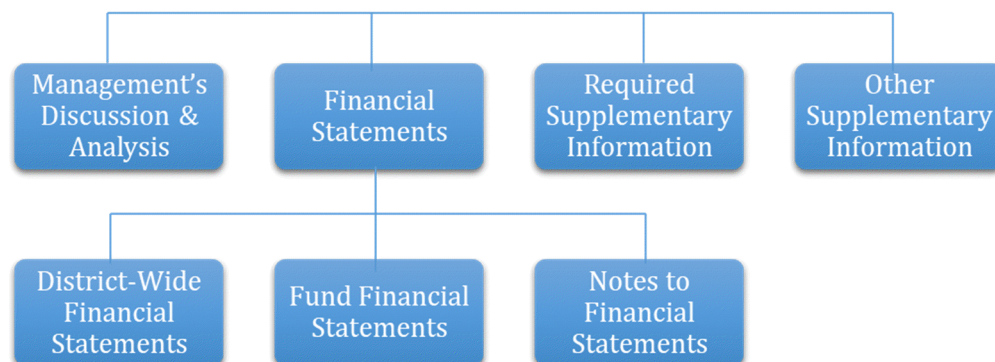 Management's
Discussion &
Analysis
Financial
Statements
Required
Supplementary
Information
Other
Supplementary
Information
District-Wide
Financial
Statements
Fund Financial
Statements
Notes to
Financial
Statements